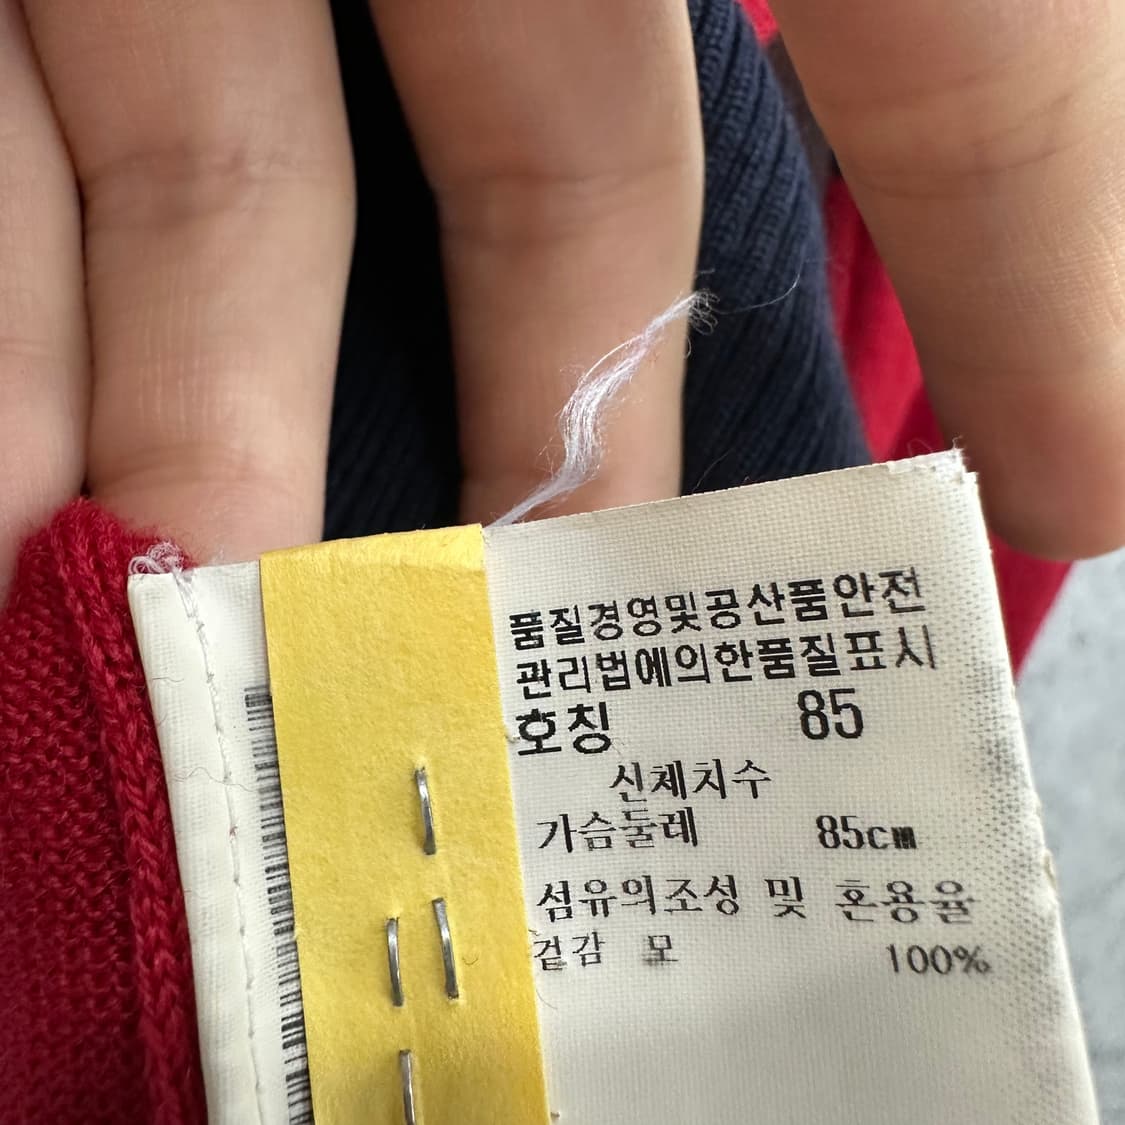 품질경영및공산품안전
관리법에의한품질표시
호칭 85
신체치수
가슴둘레 85cm
섬유의조성 및 혼용율
겉감 모 100%